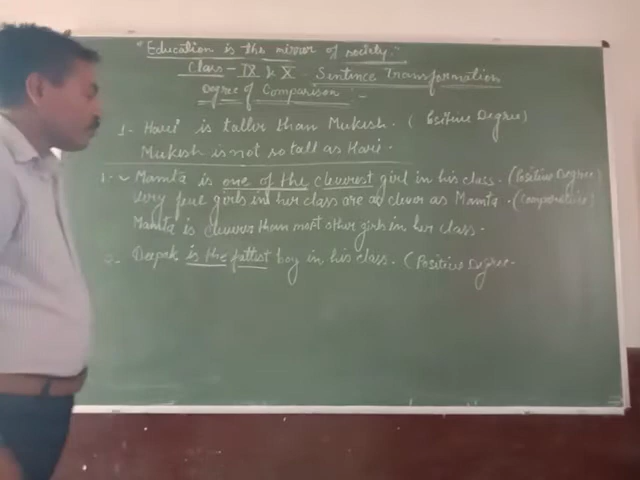 "Education is the mirror of society."
Class - IX & X - Sentence Transformation
Degree of Comparison :-
1- Hari is taller than Mukesh. ( Positive Degree)
Mukesh is not so tall as Hari.
1. Mamta is one of the cleverest girl in his class. (Positive Degree)
Very few girls in her class are as clever as Mamta. (Comparative)
Mamta is cleverer than most other girls in her class.
2- Deepak is the fattest boy in his class. (Positive Degree.